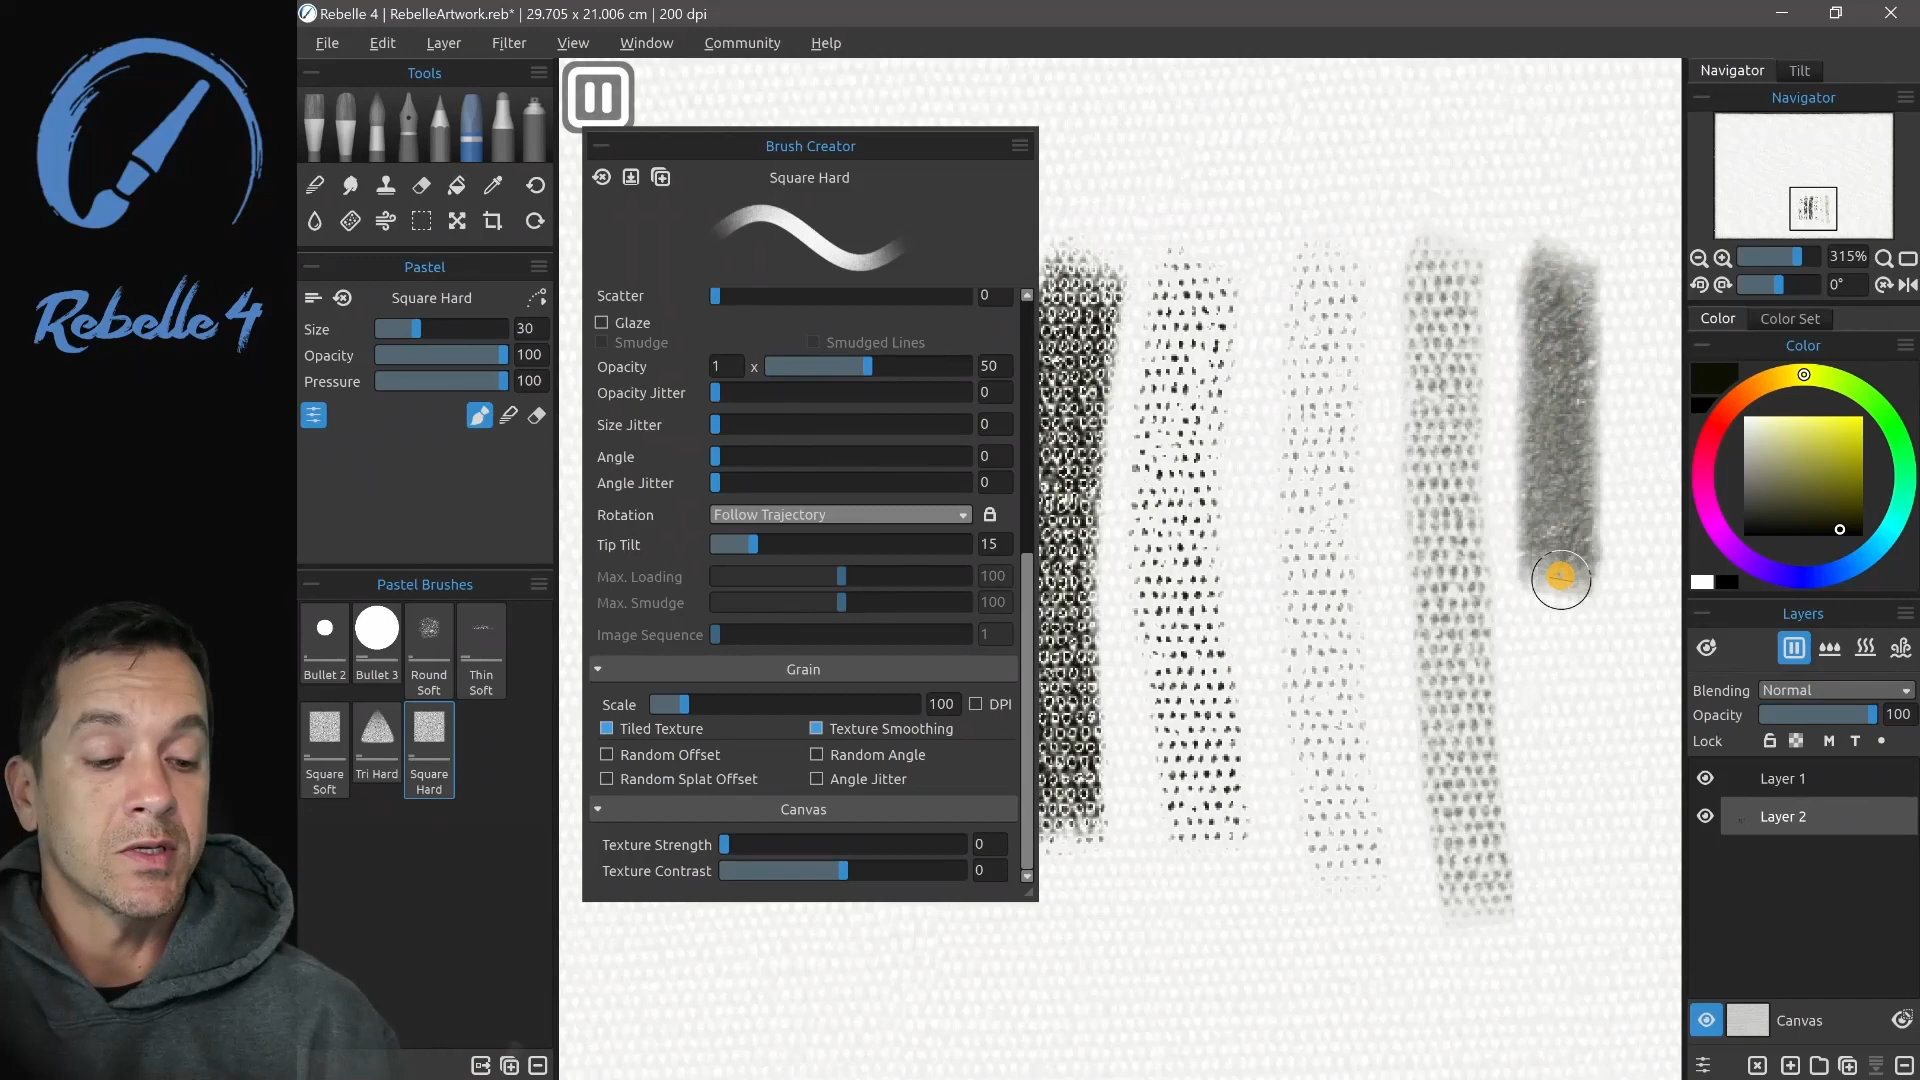 Rebelle 4 | RebelleArtwork.reb* | 29.705 x 21.006 cm | 200 dpi
File Edit Layer Filter View Window Community Help
Rebelle 4
Tools
Pastel
Square Hard
Size 30
Opacity 100
Pressure 100
Pastel Brushes
Bullet 2
Bullet 3
Round
Soft
Thin
Soft
Square
Soft
Tri Hard
Square
Hard
Brush Creator
Square Hard
Scatter 0
Glaze
Smudge Smudged Lines
Opacity 1 x 50
Opacity Jitter 0
Size Jitter 0
Angle 0
Angle Jitter 0
Rotation Follow Trajectory
Tip Tilt 15
Max. Loading 100
Max. Smudge 100
Image Sequence 1
Grain
Scale 100 DPI
Tiled Texture Texture Smoothing
Random Offset Random Angle
Random Splat Offset Angle Jitter
Canvas
Texture Strength 0
Texture Contrast 0
Navigator Tilt
Navigator
315%
0°
Color Color Set
Color
Layers
Blending Normal
Opacity 100
Lock M T
Layer 1
Layer 2
Canvas